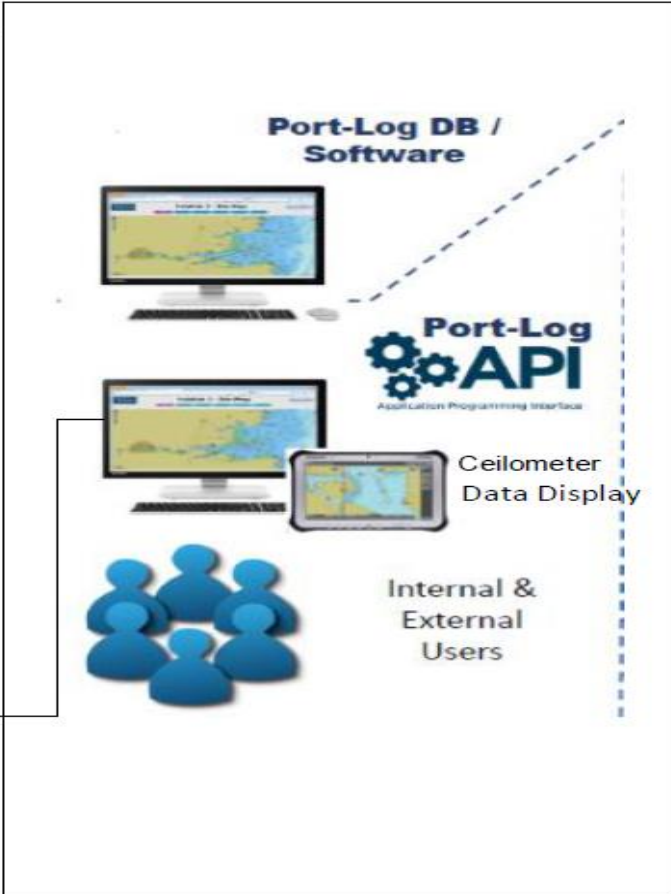 Port-Log DB /
Software
Port-Log
API
Application Programming Interface
Ceilometer
Data Display
Internal &
External
Users